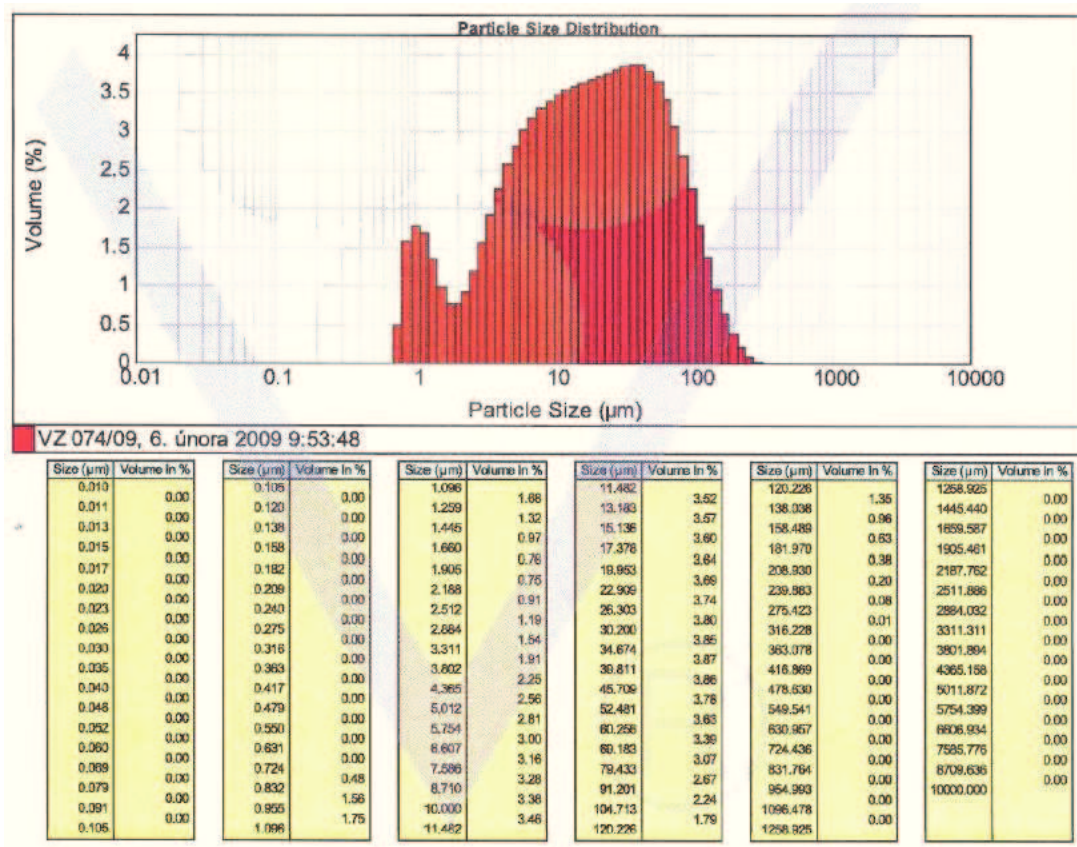 Particle Size Distribution
Volume (%)
4
3.5
3
2.5
2
1.5
1
0.5
0
0.01 0.1 1 10 100 1000 10000
Particle Size (µm)
VZ 074/09, 6. února 2009 9:53:48
Size (µm) Volume In % Size (µm) Volume In % Size (µm) Volume In % Size (µm) Volume In % Size (µm) Volume In % Size (µm) Volume In %
0.010 0.105 1.096 11.482 120.226 1258.925
0.00 0.00 1.68 3.52 1.35 0.00
0.011 0.120 1.259 13.183 138.038 1445.440
0.00 0.00 1.32 3.57 0.96 0.00
0.013 0.138 1.445 15.136 158.489 1659.587
0.00 0.00 0.97 3.60 0.63 0.00
0.015 0.158 1.660 17.378 181.970 1905.461
0.00 0.00 0.76 3.64 0.38 0.00
0.017 0.182 1.905 19.953 208.930 2187.762
0.00 0.00 0.75 3.69 0.20 0.00
0.020 0.209 2.188 22.909 239.883 2511.886
0.00 0.00 0.91 3.74 0.08 0.00
0.023 0.240 2.512 26.303 275.423 2884.032
0.00 0.00 1.19 3.80 0.01 0.00
0.026 0.275 2.884 30.200 316.228 3311.311
0.00 0.00 1.54 3.85 0.00 0.00
0.030 0.316 3.311 34.674 363.078 3801.894
0.00 0.00 1.91 3.87 0.00 0.00
0.035 0.363 3.802 39.811 416.869 4365.158
0.00 0.00 2.25 3.86 0.00 0.00
0.040 0.417 4.365 45.709 478.630 5011.872
0.00 0.00 2.56 3.78 0.00 0.00
0.046 0.479 5.012 52.481 549.541 5754.399
0.00 0.00 2.81 3.63 0.00 0.00
0.052 0.550 5.754 60.256 630.957 6606.934
0.00 0.00 3.00 3.39 0.00 0.00
0.060 0.631 6.607 69.183 724.436 7585.776
0.00 0.00 3.16 3.07 0.00 0.00
0.069 0.724 7.586 79.433 831.764 8709.636
0.00 0.48 3.28 2.67 0.00 0.00
0.079 0.832 8.710 91.201 954.993 10000.000
0.00 1.56 3.38 2.24 0.00
0.091 0.955 10.000 104.713 1096.478
0.00 1.75 3.46 1.79 0.00
0.105 1.096 11.482 120.226 1258.925